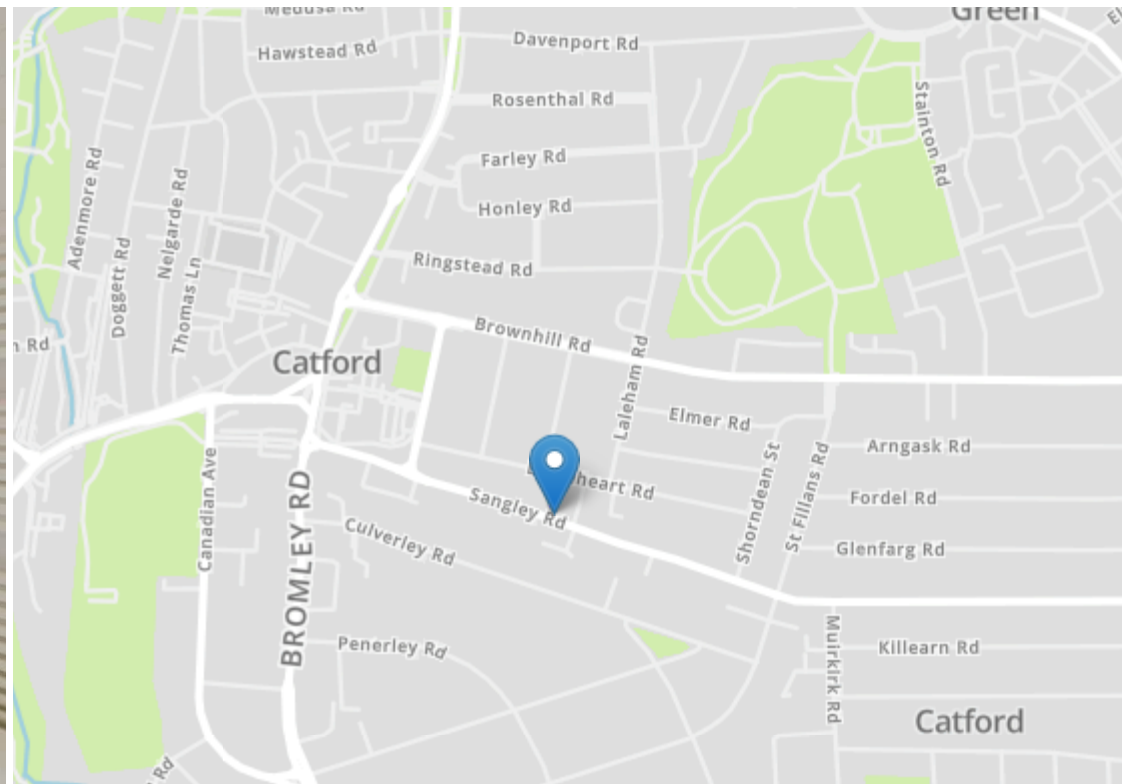 Green
Hawstead Rd
Davenport Rd
Rosenthal Rd
Stainton Rd
Farley Rd
Adenmore Rd
Nelgarde Rd
Honley Rd
Doggett Rd
Thomas Ln
Ringstead Rd
Rd
Catford
Brownhill Rd
Laleham Rd
Elmer Rd
Arngask Rd
Canadian Ave
BROMLEY RD
Sangley Rd
Rd
Shorndean St
St Fillans Rd
Fordel Rd
Culverley Rd
Glenfarg Rd
Penerley Rd
Muirkirk Rd
Killearn Rd
Catford
Rd